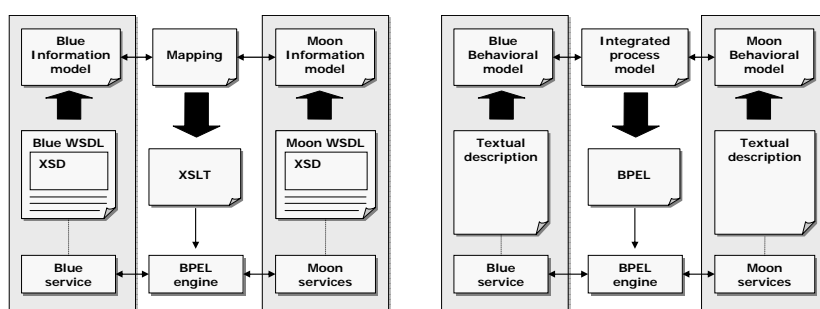 Blue
Information
model
Mapping
Moon
Information
model
Blue WSDL
XSD
XSLT
Moon WSDL
XSD
Blue
service
BPEL
engine
Moon
services
Blue
Behavioral
model
Integrated
process
model
Moon
Behavioral
model
Textual
description
BPEL
Textual
description
Blue
service
BPEL
engine
Moon
services